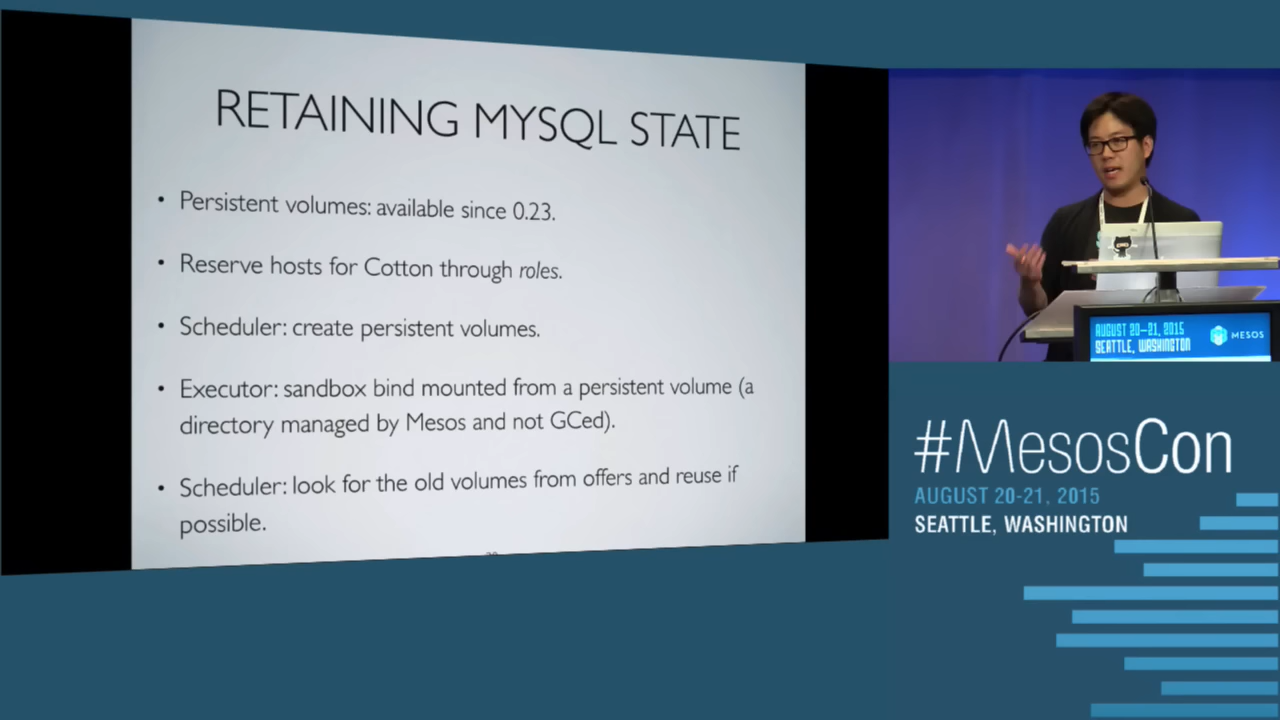 RETAINING MYSQL STATE
• Persistent volumes: available since 0.23.
• Reserve hosts for Cotton through roles.
• Scheduler: create persistent volumes.
• Executor: sandbox bind mounted from a persistent volume (a
directory managed by Mesos and not GCed).
• Scheduler: look for the old volumes from offers and reuse if
possible.
AUGUST 20-21, 2015
SEATTLE, WASHINGTON
MESOS
#MesosCon
AUGUST 20-21, 2015
SEATTLE, WASHINGTON